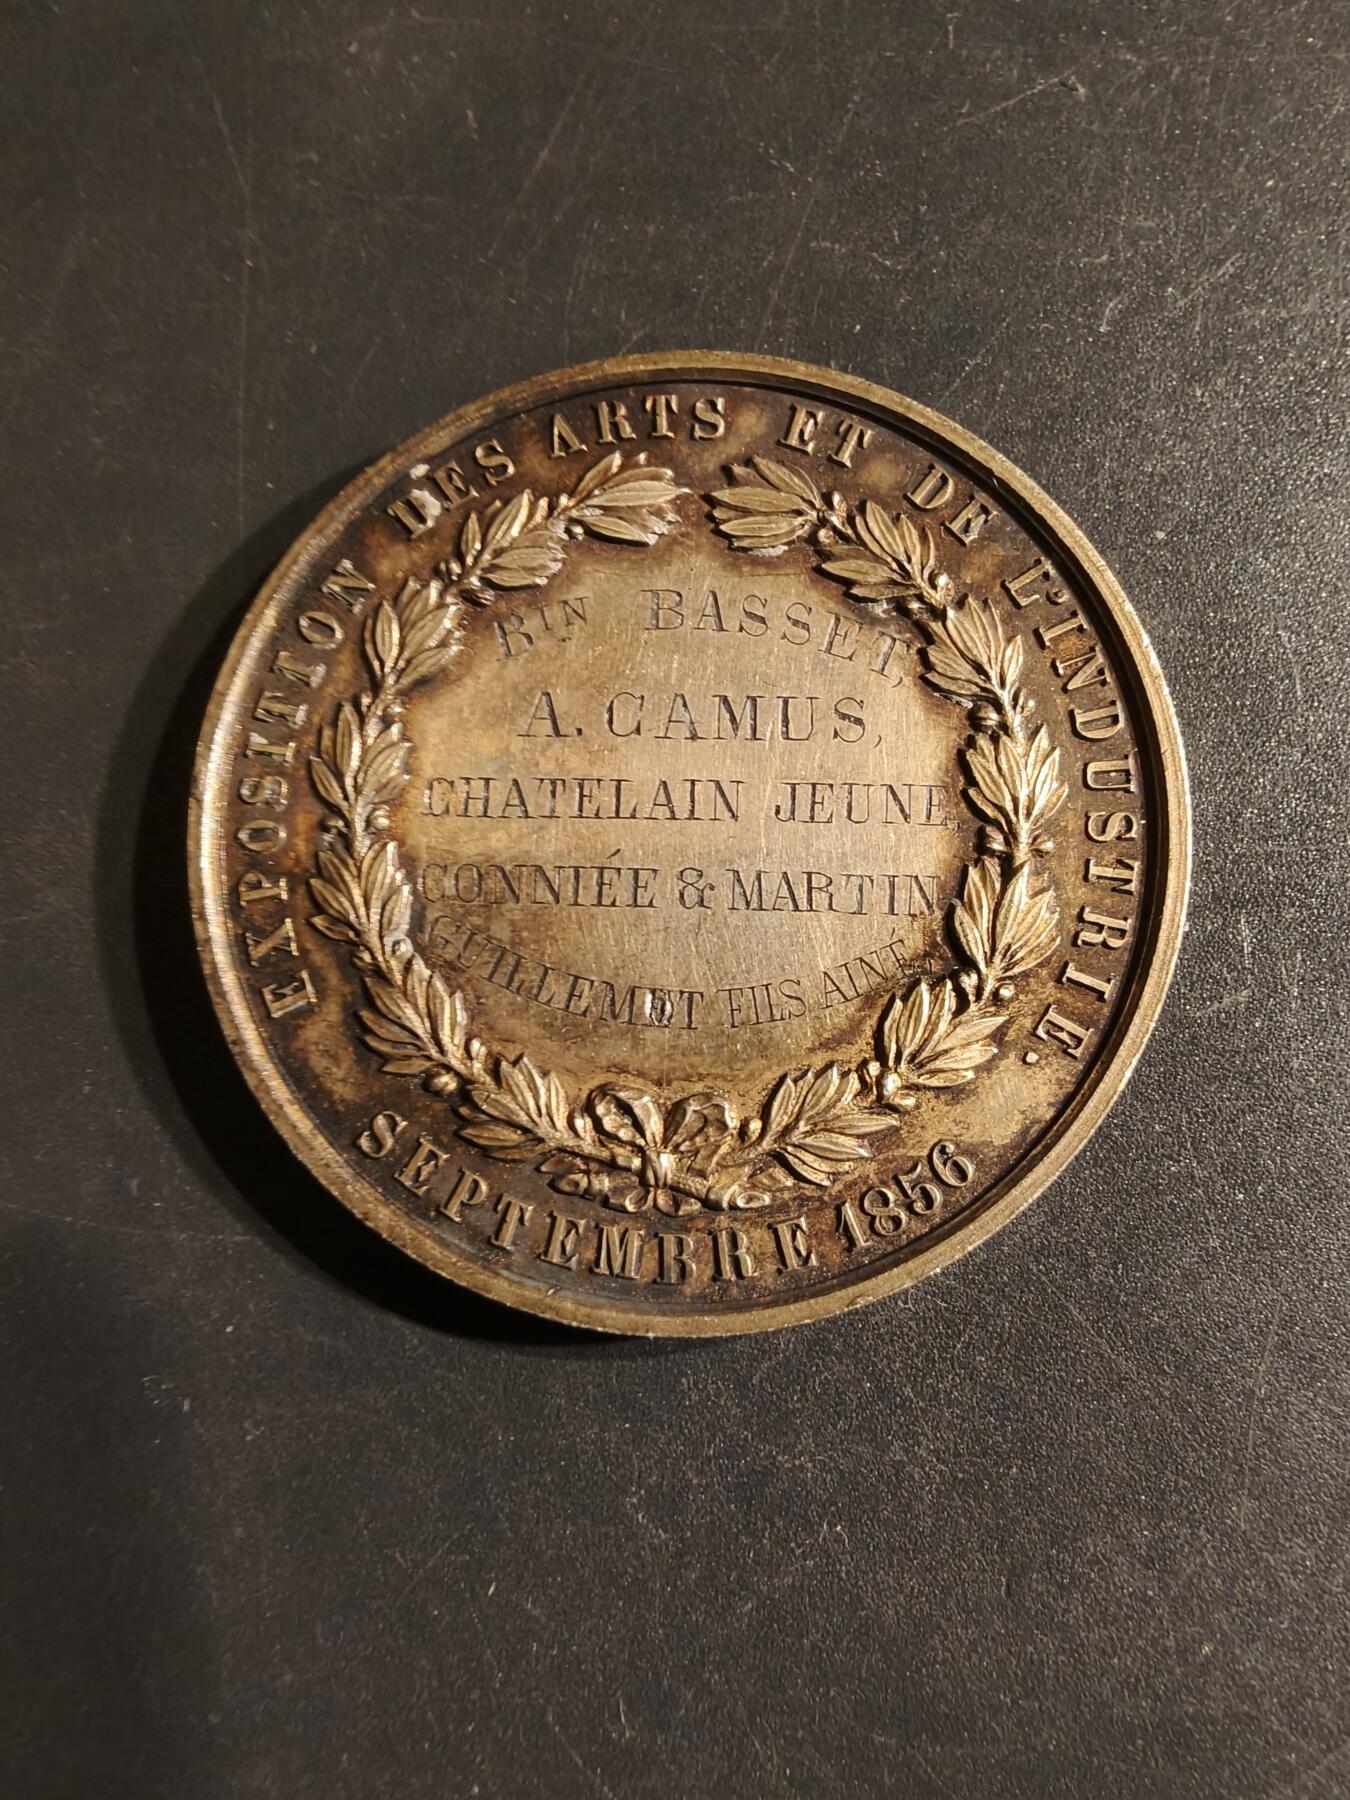 EXPOSITION DES ARTS ET DE L'INDUSTRIE.
BIN BASSET,
A. CAMUS,
CHATELAIN JEUNE,
CONNIÉE & MARTIN,
GUILLEMOT FILS AINÉ,
SEPTEMBRE 1856